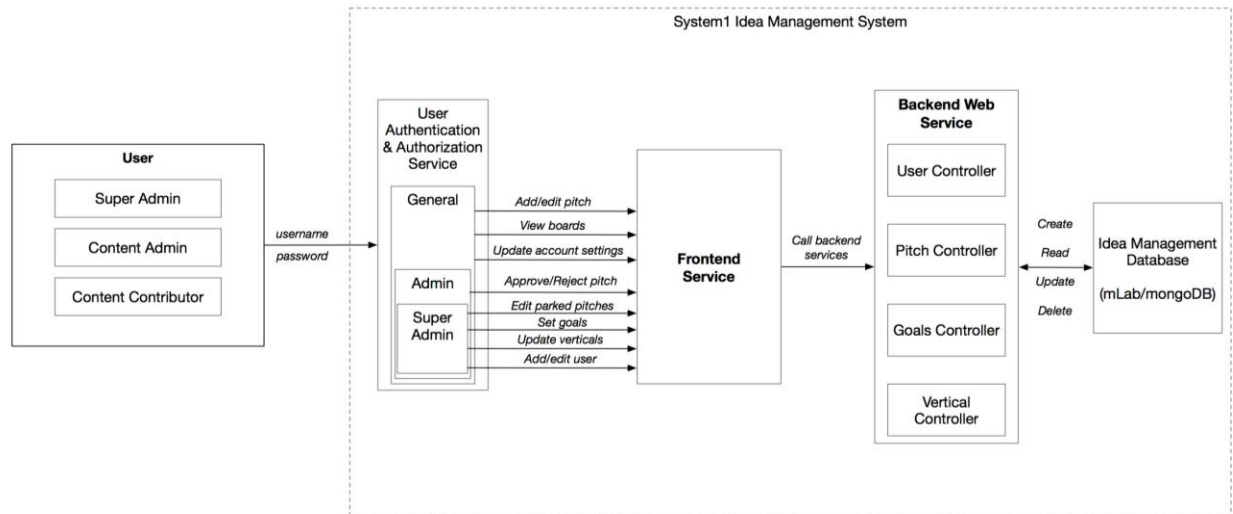 System1 Idea Management System
User
Super Admin
Content Admin
Content Contributor
username
password
User
Authentication
& Authorization
Service
General
Admin
Super
Admin
Add/edit pitch
View boards
Update account settings
Approve/Reject pitch
Edit parked pitches
Set goals
Update verticals
Add/edit user
Frontend
Service
Call backend
services
Backend Web
Service
User Controller
Pitch Controller
Goals Controller
Vertical
Controller
Create
Read
Update
Delete
Idea Management
Database
(mLab/mongoDB)